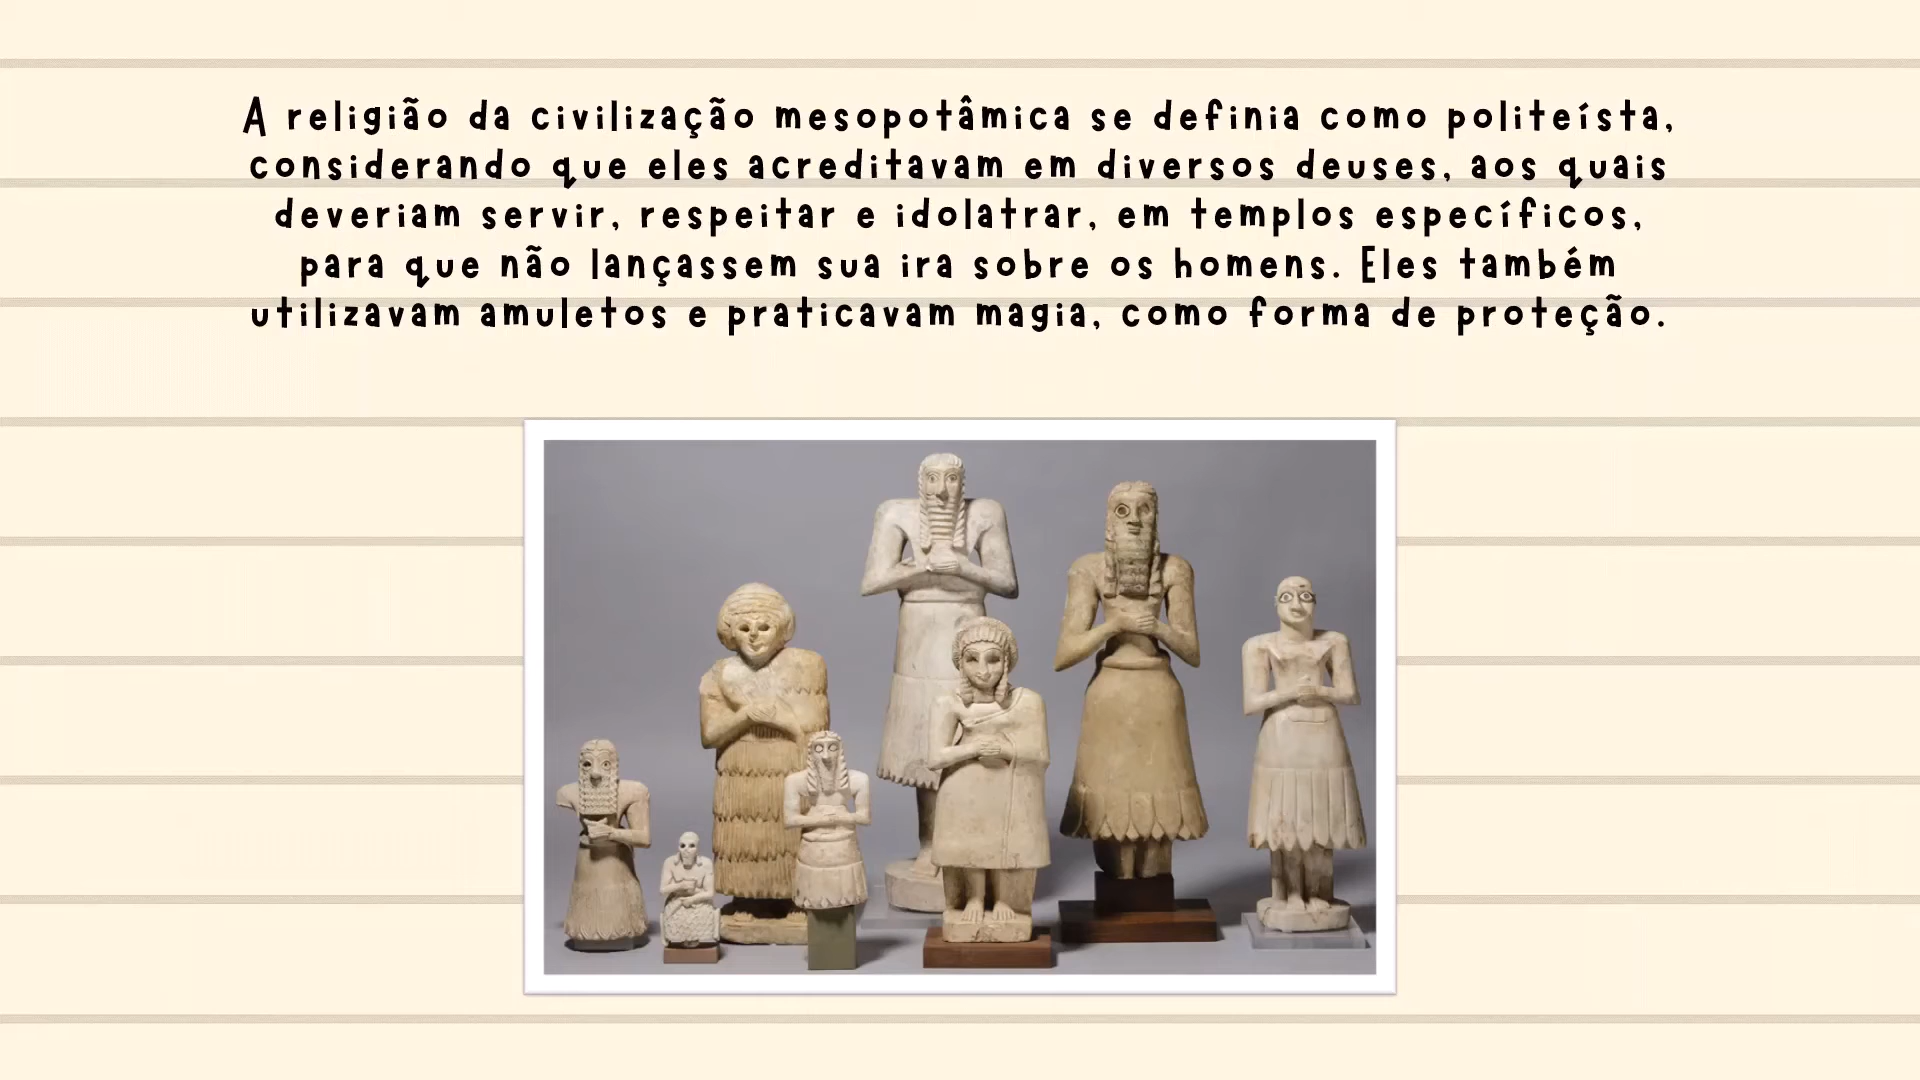 A religião da civilização mesopotâmica se definia como politeísta,
considerando que eles acreditavam em diversos deuses, aos quais
deveriam servir, respeitar e idolatrar, em templos específicos,
para que não lançassem sua ira sobre os homens. Eles também
utilizavam amuletos e praticavam magia, como forma de proteção.